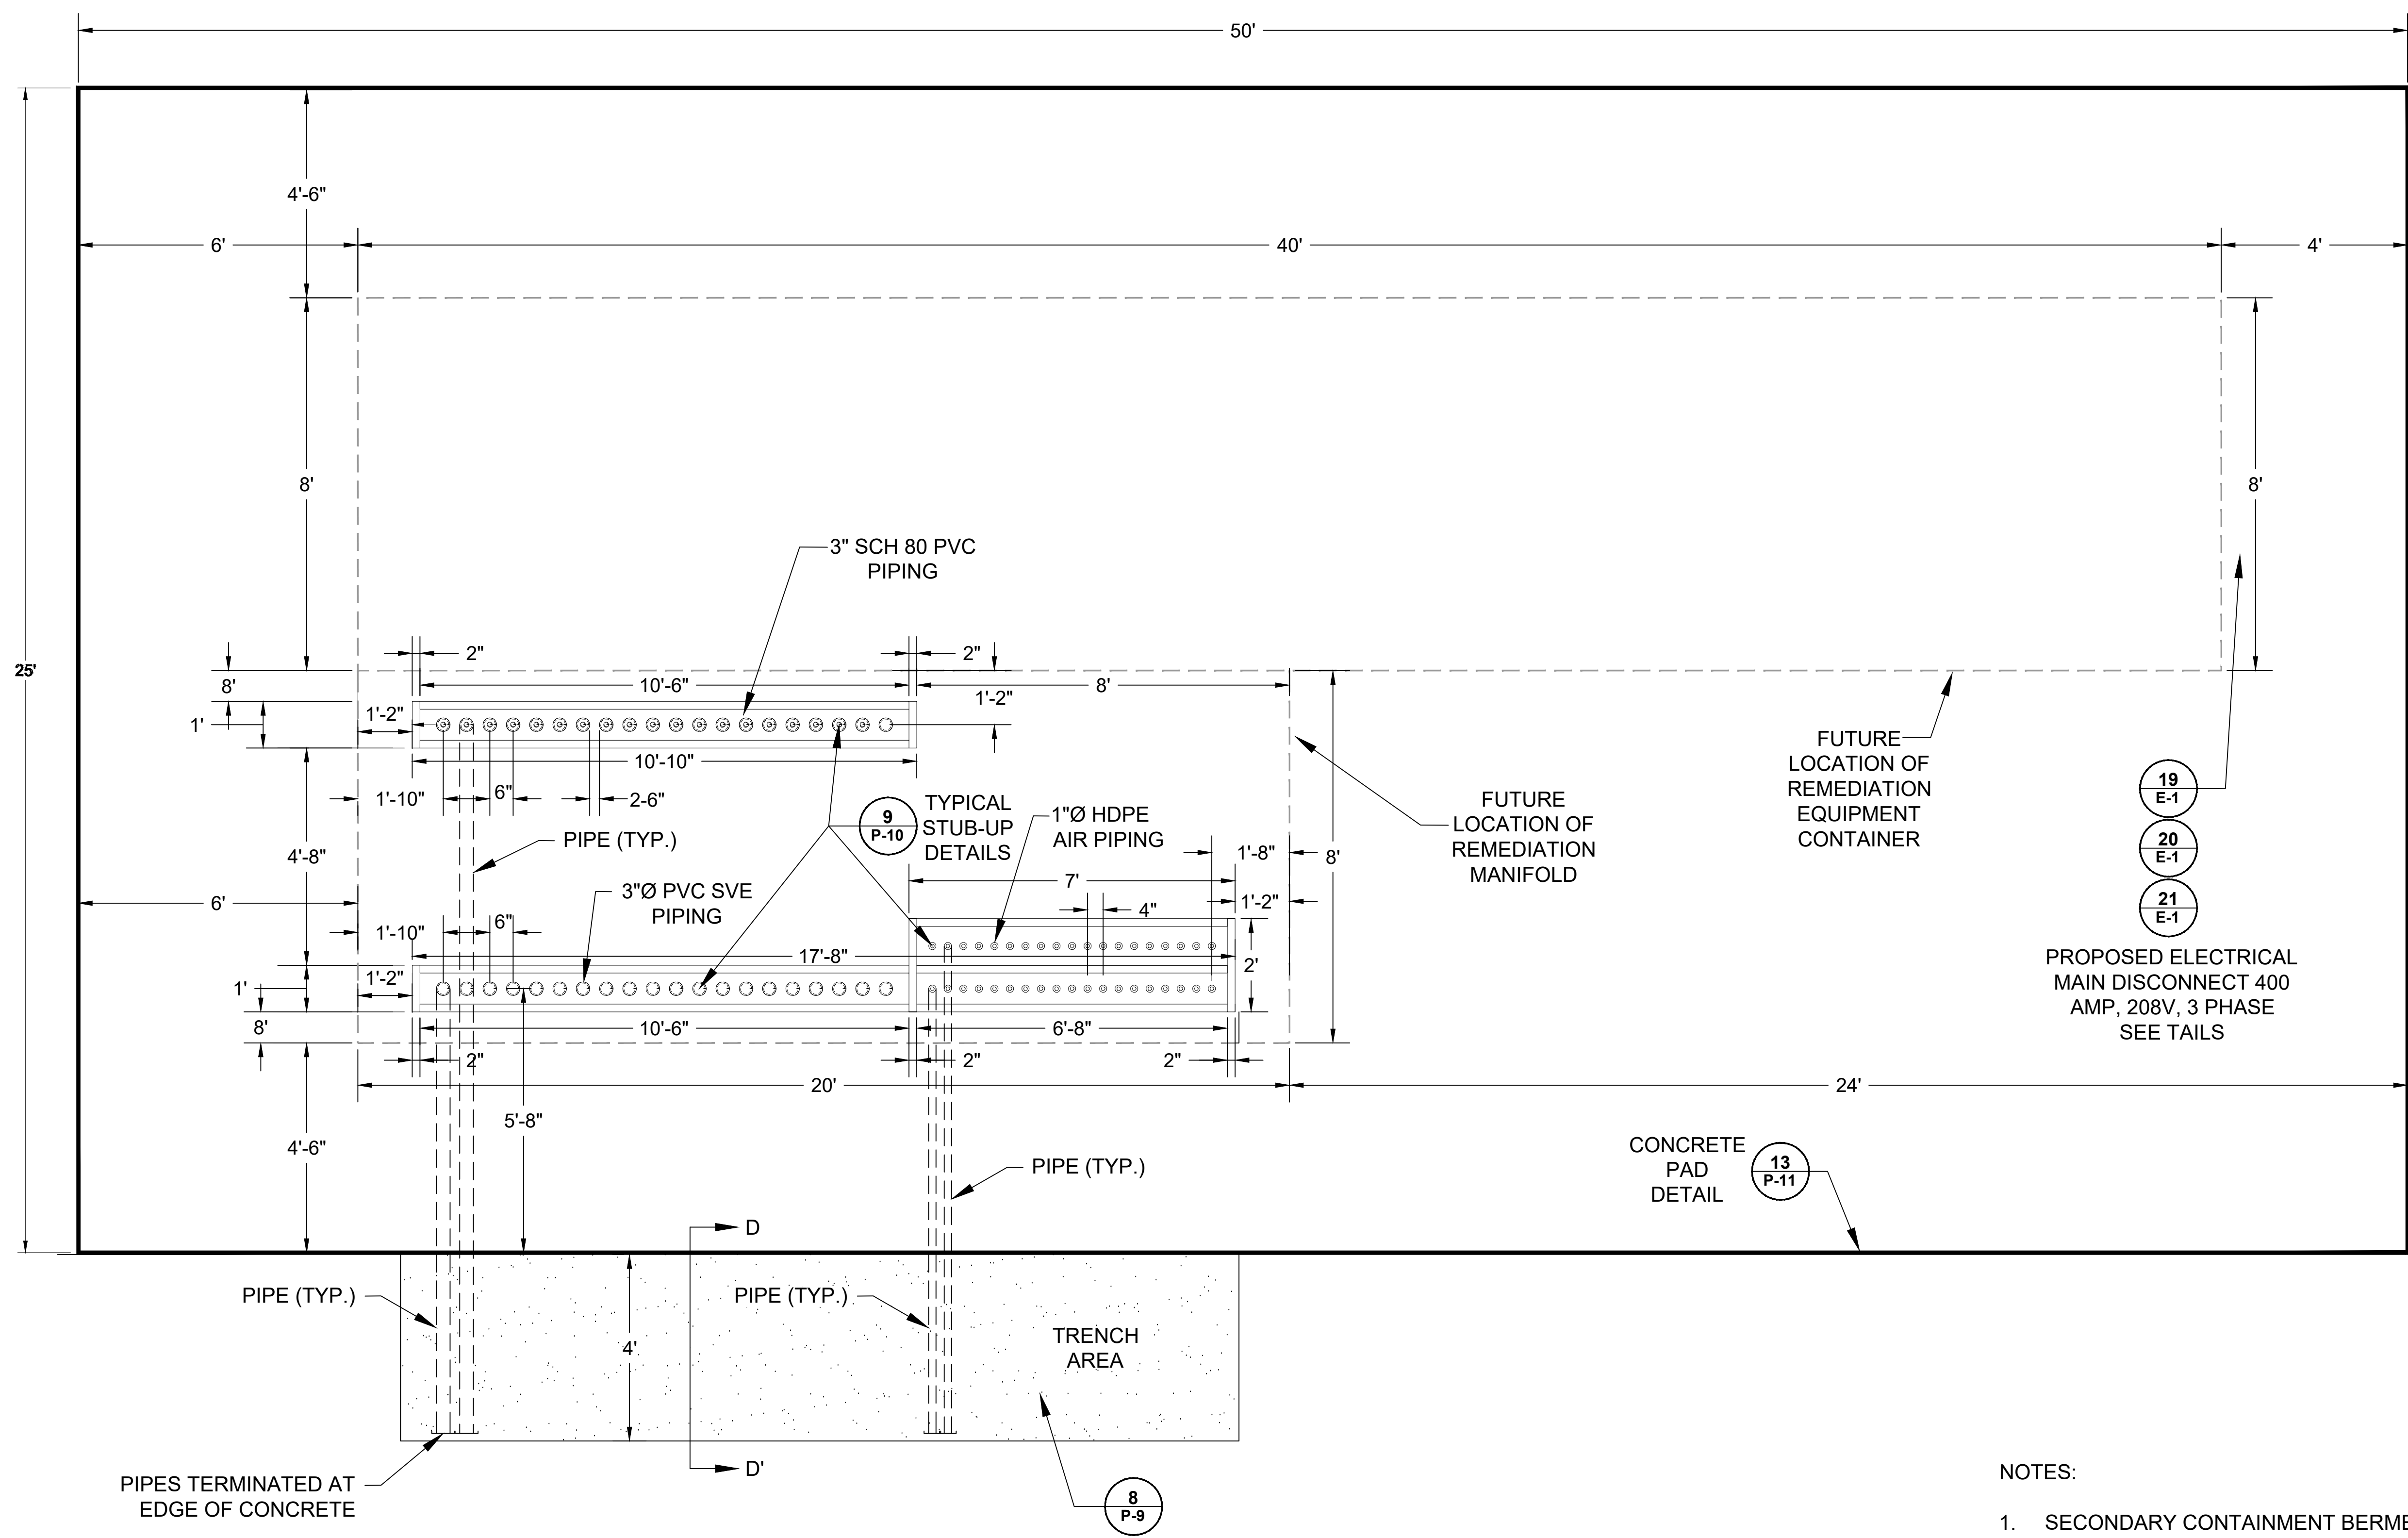 50'
4'-6"
6'
40'
4'
8'
8'
25'
3" SCH 80 PVC
PIPING
2"
2"
8'
10'-6"
8'
1'-2"
1'-2"
1'
10'-10"
1'-10"
6"
2-6"
9
P-10
TYPICAL
STUB-UP
DETAILS
1"Ø HDPE
AIR PIPING
FUTURE
LOCATION OF
REMEDIATION
MANIFOLD
FUTURE
LOCATION OF
REMEDIATION
EQUIPMENT
CONTAINER
19
E-1
20
E-1
21
E-1
PROPOSED ELECTRICAL
MAIN DISCONNECT 400
AMP, 208V, 3 PHASE
SEE TAILS
PIPE (TYP.)
4'-8"
1'-8"
8'
3"Ø PVC SVE
PIPING
7'
6'
1'-2"
4"
1'-10"
6"
17'-8"
2'
1'-2"
1'
8'
10'-6"
6'-8"
2"
2"
2"
20'
24'
5'-8"
4'-6"
PIPE (TYP.)
CONCRETE
PAD
DETAIL
13
P-11
D
PIPE (TYP.)
PIPE (TYP.)
TRENCH
AREA
4'
D'
PIPES TERMINATED AT
EDGE OF CONCRETE
8
P-9
NOTES:
1. SECONDARY CONTAINMENT